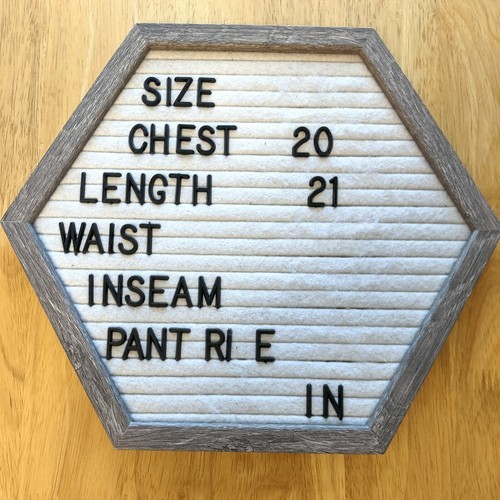 SIZE
CHEST 20
LENGTH 21
WAIST
INSEAM
PANT RI E
IN